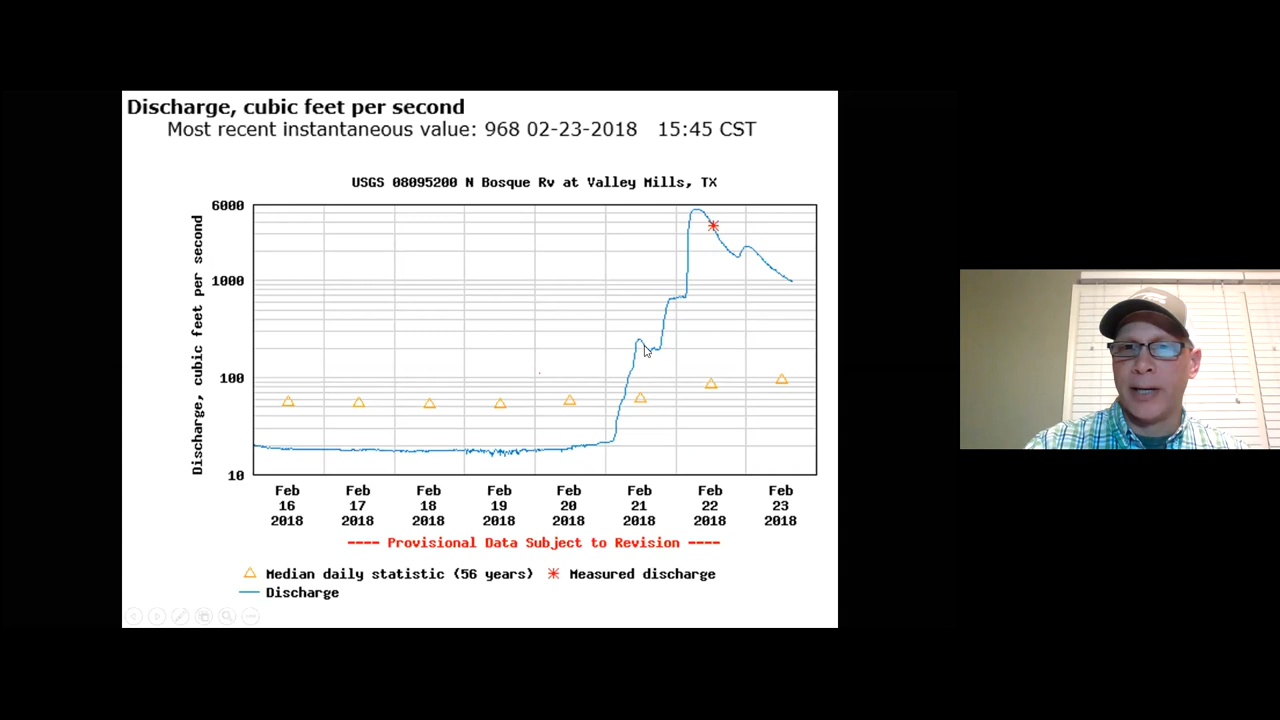 Discharge, cubic feet per second
Most recent instantaneous value: 968 02-23-2018 15:45 CST
USGS 08095200 N Bosque Rv at Valley Mills, TX
Discharge, cubic feet per second
6000
1000
100
10
Feb Feb Feb Feb Feb Feb Feb Feb
16 17 18 19 20 21 22 23
2018 2018 2018 2018 2018 2018 2018 2018
---- Provisional Data Subject to Revision ----
Median daily statistic (56 years) Measured discharge
Discharge